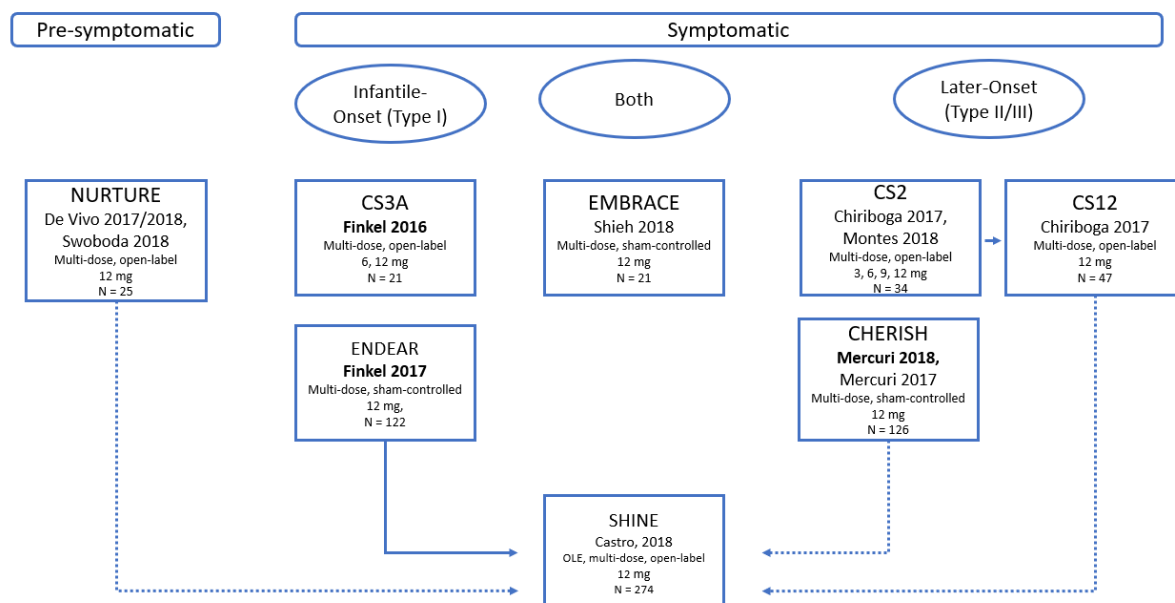 Pre-symptomatic
Symptomatic
Infantile-
Onset (Type I)
Both
Later-Onset
(Type II/III)
NURTURE
De Vivo 2017/2018,
Swoboda 2018
Multi-dose, open-label
12 mg
N = 25
CS3A
Finkel 2016
Multi-dose, open-label
6, 12 mg
N = 21
EMBRACE
Shieh 2018
Multi-dose, sham-controlled
12 mg
N = 21
CS2
Chiriboga 2017,
Montes 2018
Multi-dose, open-label
3, 6, 9, 12 mg
N = 34
CS12
Chiriboga 2017
Multi-dose, open-label
12 mg
N = 47
ENDEAR
Finkel 2017
Multi-dose, sham-controlled
12 mg,
N = 122
CHERISH
Mercuri 2018,
Mercuri 2017
Multi-dose, sham-controlled
12 mg
N = 126
SHINE
Castro, 2018
OLE, multi-dose, open-label
12 mg
N = 274